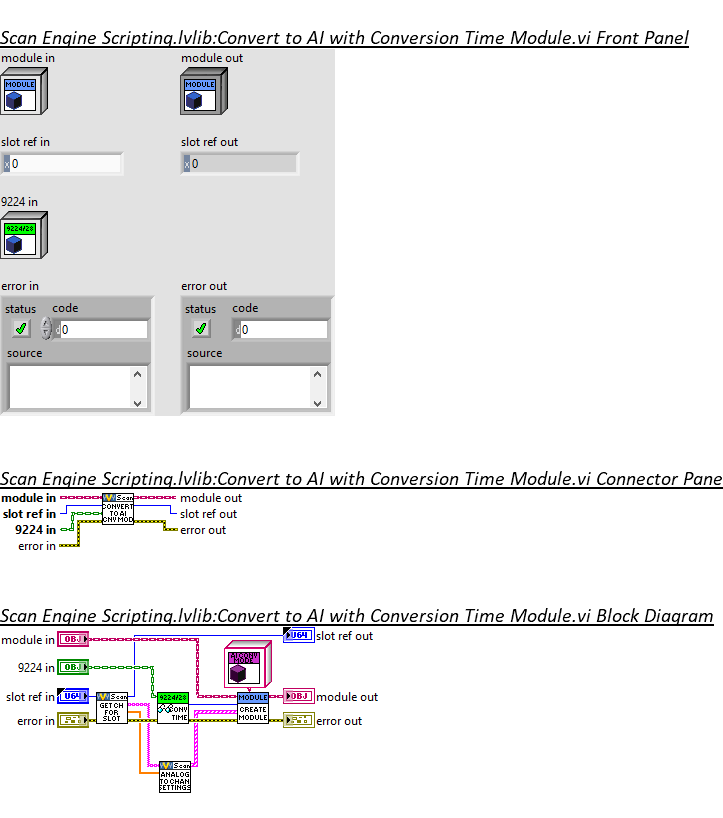 Scan Engine Scripting.lvlib:Convert to AI with Conversion Time Module.vi Front Panel
module in module out
MODULE MODULE
slot ref in slot ref out
x 0 x 0
9224 in
9224/28
error in error out
status code status code
d 0 d 0
source source
Scan Engine Scripting.lvlib:Convert to AI with Conversion Time Module.vi Connector Pane
module in Scan module out
slot ref in CONVERT slot ref out
TO AI
9224 in CNV MOD error out
error in
Scan Engine Scripting.lvlib:Convert to AI with Conversion Time Module.vi Block Diagram
module in OBJ U64 slot ref out
AI CONV
MODE
9224 in OBJ
slot ref in U64 Scan 9224/28 MODULE OBJ module out
GET CH CONV CREATE
error in FOR TIME MODULE error out
SLOT
Scan
ANALOG
TO CHAN
SETTINGS